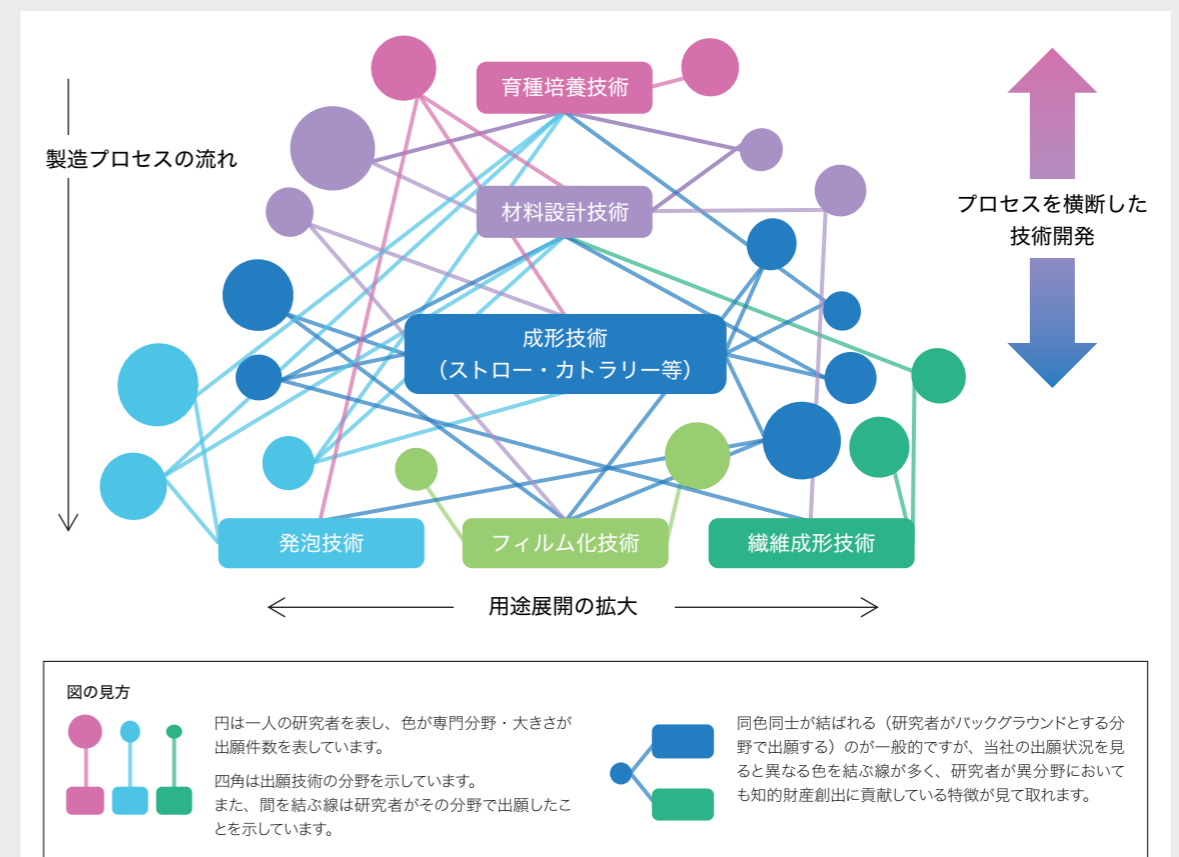 育種培養技術
製造プロセスの流れ
材料設計技術
プロセスを横断した
技術開発
成形技術
（ストロー・カトラリー等）
発泡技術
フィルム化技術
繊維成形技術
用途展開の拡大
図の見方
円は一人の研究者を表し、色が専門分野・大きさが
出願件数を表しています。
四角は出願技術の分野を示しています。
また、間を結ぶ線は研究者がその分野で出願したこ
とを示しています。
同色同士が結ばれる（研究者がバックグラウンドとする分
野で出願する）のが一般的ですが、当社の出願状況を見
ると異なる色を結ぶ線が多く、研究者が異分野において
も知的財産創出に貢献している特徴が見て取れます。